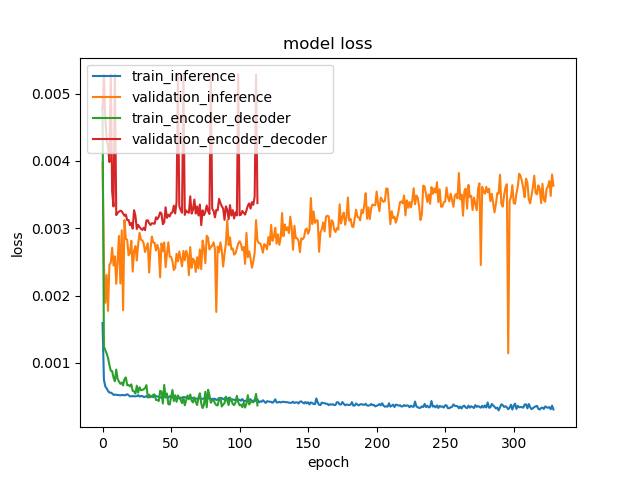 model loss
train_inference
validation_inference
train_encoder_decoder
validation_encoder_decoder
0.005
0.004
0.003
0.002
0.001
loss
0 50 100 150 200 250 300
epoch